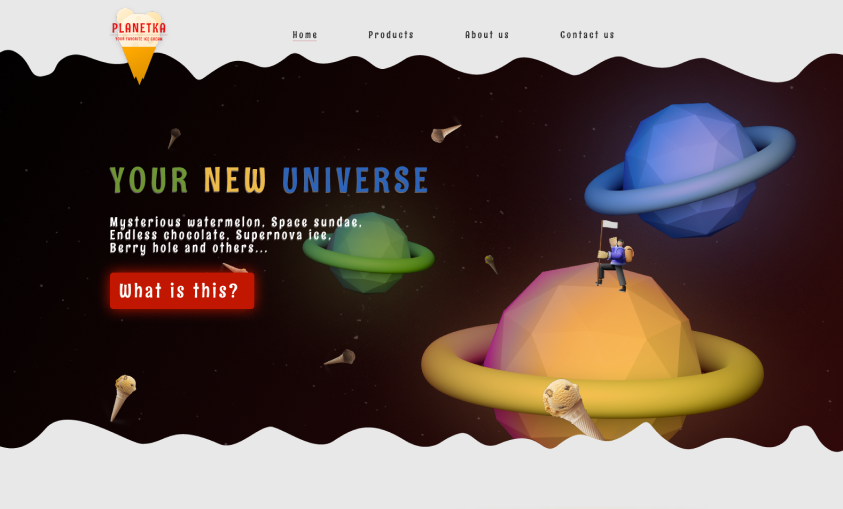 PLANETKA
YOUR FAVORITE ICE CREAM
Home
Products
About us
Contact us
YOUR NEW UNIVERSE
Mysterious watermelon, Space sundae,
Endless chocolate, Supernova ice,
Berry hole and others...
What is this?